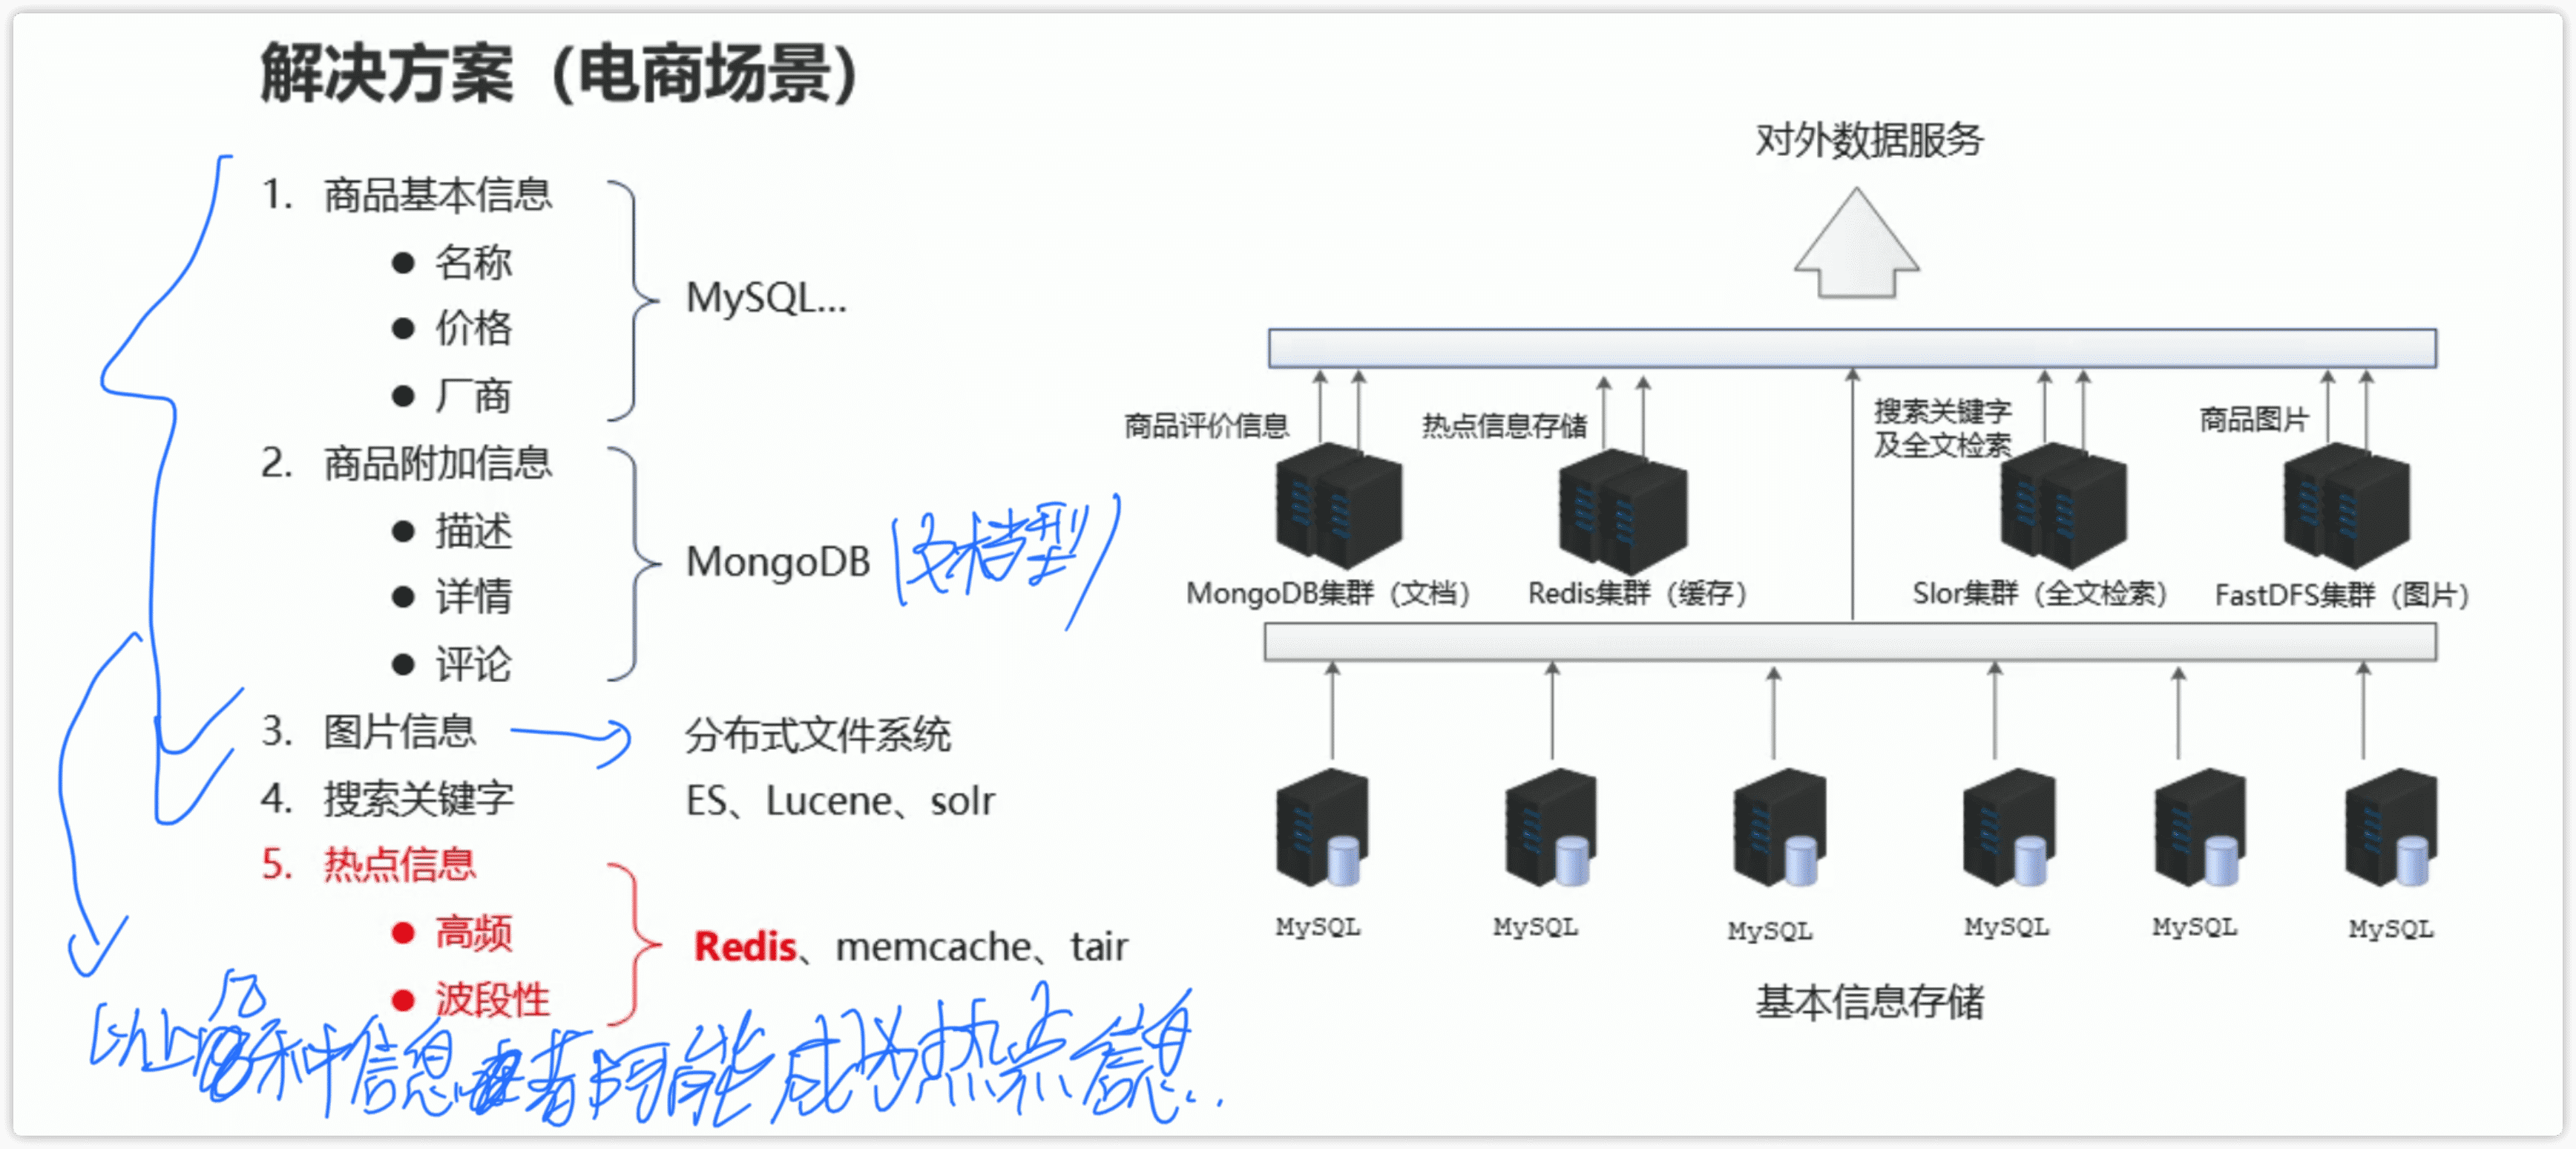 解决方案（电商场景）
1. 商品基本信息
● 名称
● 价格
● 厂商
MySQL...
2. 商品附加信息
● 描述
● 详情
● 评论
MongoDB (文档型)
3. 图片信息
分布式文件系统
4. 搜索关键字
ES、Lucene、solr
5. 热点信息
● 高频
● 波段性
Redis、memcache、tair
种信息都有可能成为热点信息..
对外数据服务
商品评价信息
热点信息存储
搜索关键字
及全文检索
商品图片
MongoDB集群（文档）
Redis集群（缓存）
Slor集群（全文检索）
FastDFS集群（图片）
MySQL
MySQL
MySQL
MySQL
MySQL
MySQL
基本信息存储